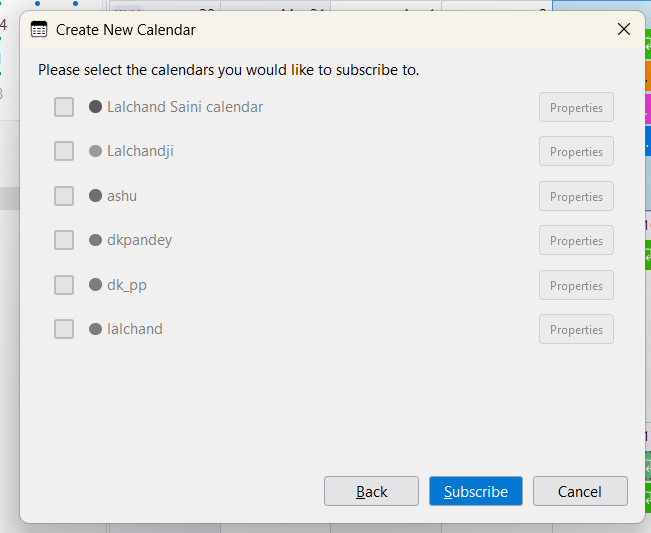 Create New Calendar
Please select the calendars you would like to subscribe to.
Lalchand Saini calendar Properties
Lalchandji Properties
ashu Properties
dkpandey Properties
dk_pp Properties
lalchand Properties
Back Subscribe Cancel